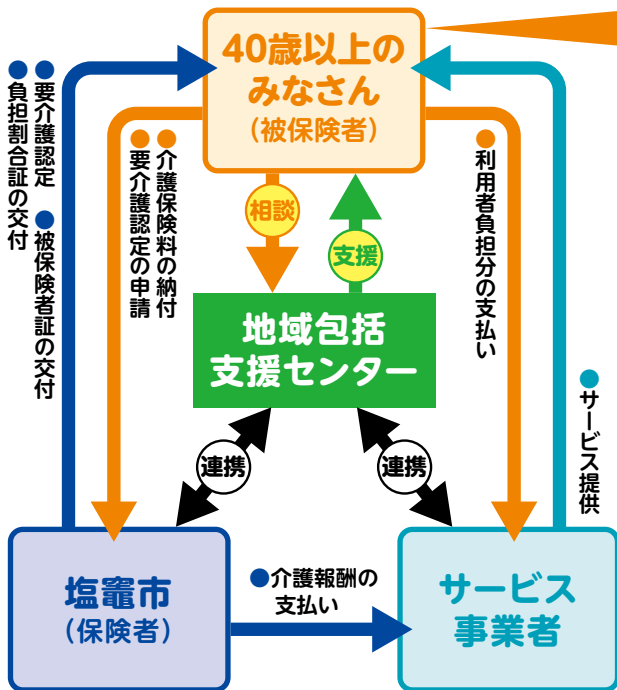 40歳以上の
みなさん
(被保険者)
●要介護認定 ●被保険者証の交付
●負担割合証の交付
●介護保険料の納付
●要介護認定の申請
相談
支援
●利用者負担分の支払い
●サービス提供
地域包括
支援センター
連携
連携
塩竈市
(保険者)
●介護報酬の
支払い
サービス
事業者